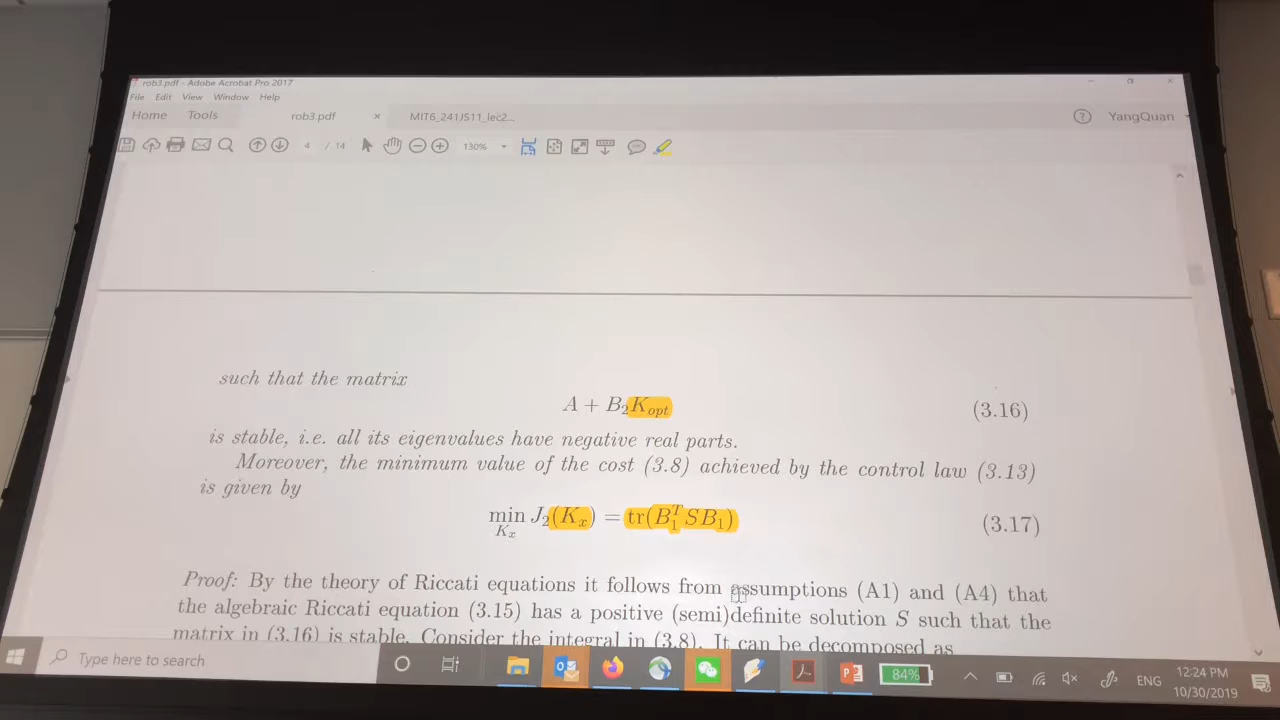 rob3.pdf - Adobe Acrobat Pro 2017
File Edit View Window Help
Home Tools rob3.pdf × MIT6_241JS11_lec2... ? YangQuan
4 / 14 130%
such that the matrix
A + B₂K_opt (3.16)
is stable, i.e. all its eigenvalues have negative real parts.
Moreover, the minimum value of the cost (3.8) achieved by the control law (3.13)
is given by
min J₂(Kₓ) = tr(B₁ᵀSB₁) (3.17)
Kₓ
Proof: By the theory of Riccati equations it follows from assumptions (A1) and (A4) that
the algebraic Riccati equation (3.15) has a positive (semi)definite solution S such that the
matrix in (3.16) is stable. Consider the integral in (3.8). It can be decomposed as
Type here to search
84%
ENG
12:24 PM
10/30/2019